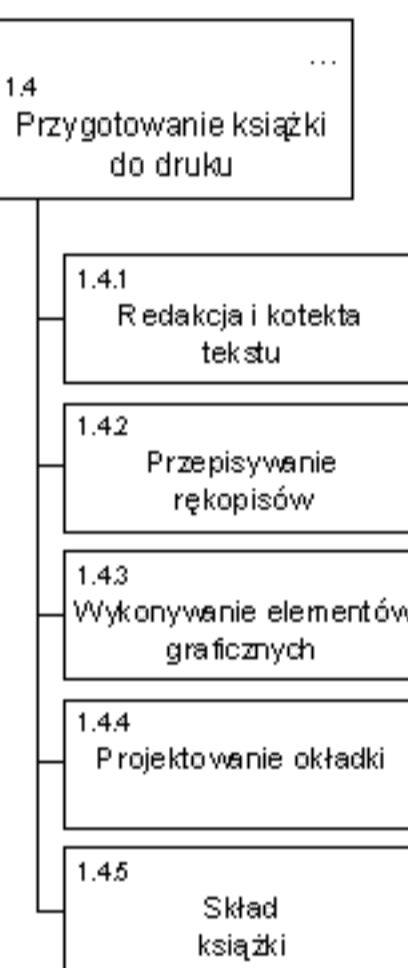 ...
1.4
Przygotowanie książki
do druku
1.4.1
Redakcja i kotekta
tekstu
1.4.2
Przepisywanie
rękopisów
1.4.3
Wykonywanie elementów
graficznych
1.4.4
Projektowanie okładki
1.4.5
Skład
książki